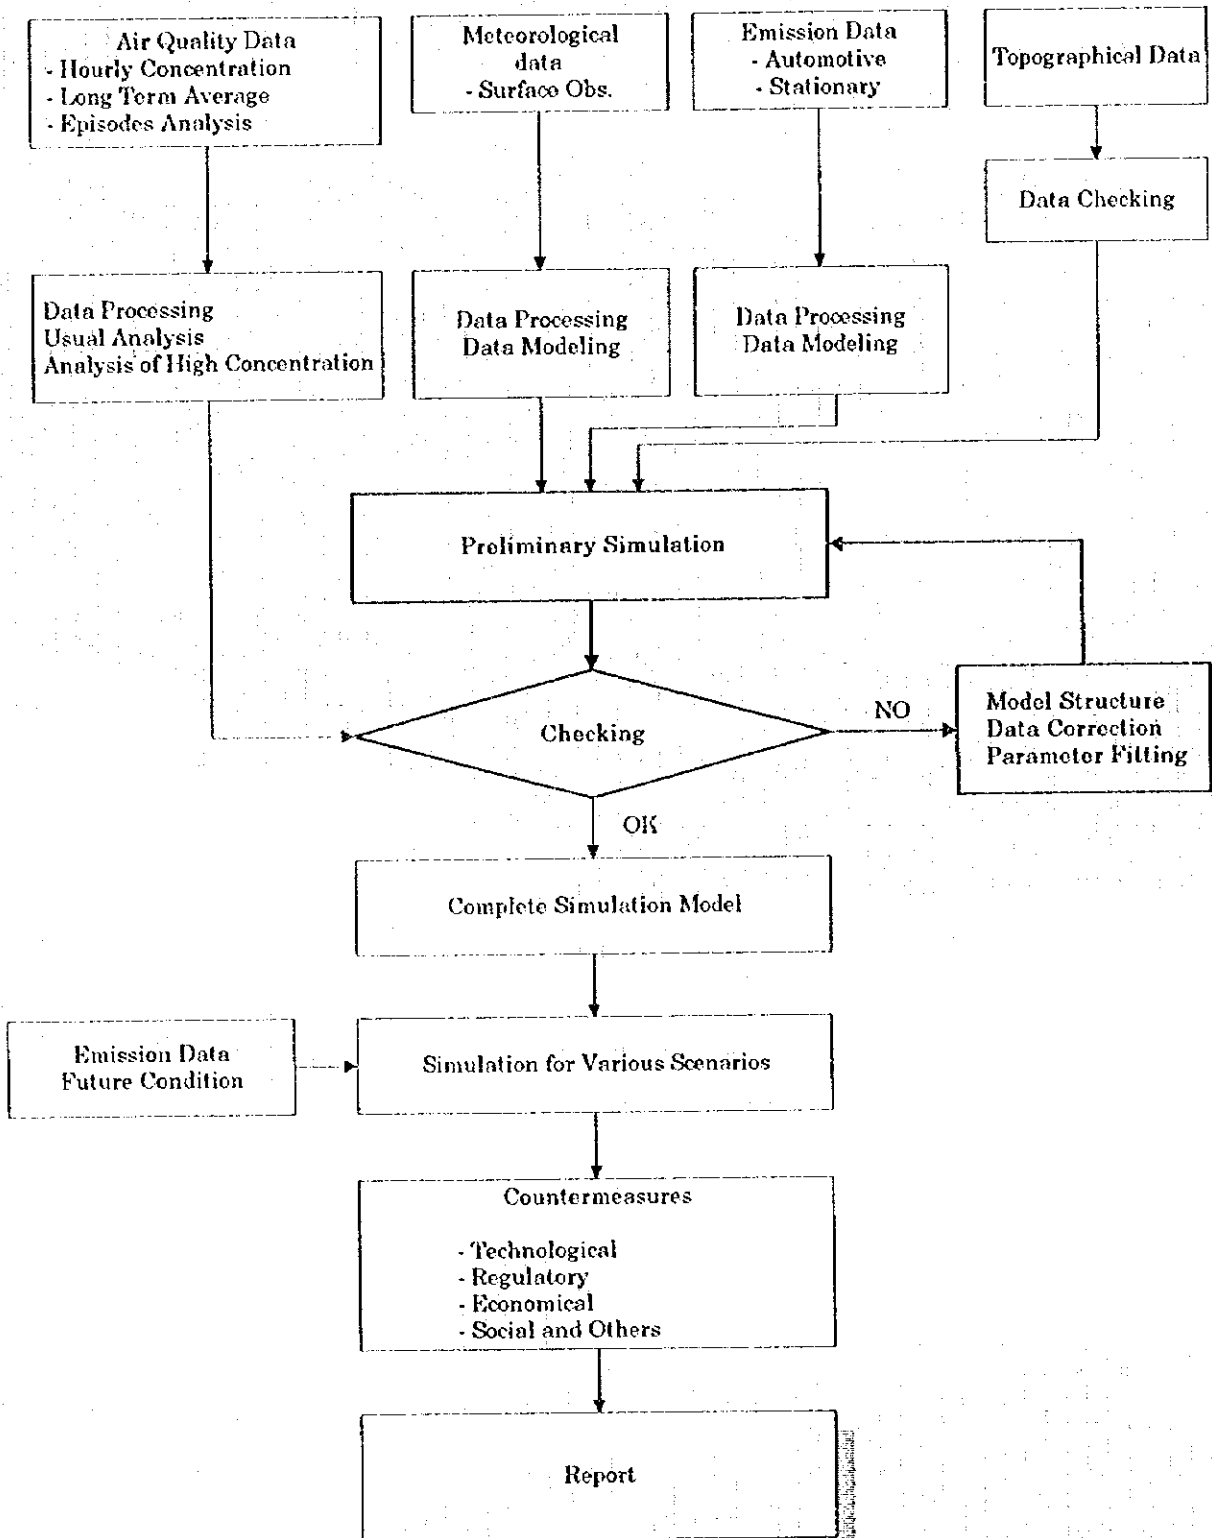 Air Quality Data
- Hourly Concentration
- Long Term Average
- Episodes Analysis
Meteorological
data
- Surface Obs.
Emission Data
- Automotive
- Stationary
Topographical Data
Data Checking
Data Processing
Usual Analysis
Analysis of High Concentration
Data Processing
Data Modeling
Data Processing
Data Modeling
Preliminary Simulation
Checking
NO
Model Structure
Data Correction
Parameter Fitting
OK
Complete Simulation Model
Emission Data
Future Condition
Simulation for Various Scenarios
Countermeasures
- Technological
- Regulatory
- Economical
- Social and Others
Report